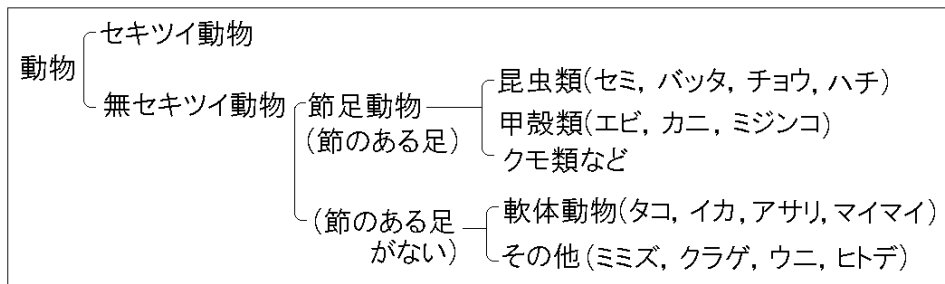 セキツイ動物
動物
無セキツイ動物
節足動物
(節のある足)
昆虫類(セミ, バッタ, チョウ, ハチ)
甲殻類(エビ, カニ, ミジンコ)
クモ類など
(節のある足
がない)
軟体動物(タコ, イカ, アサリ, マイマイ)
その他(ミミズ, クラゲ, ウニ, ヒトデ)